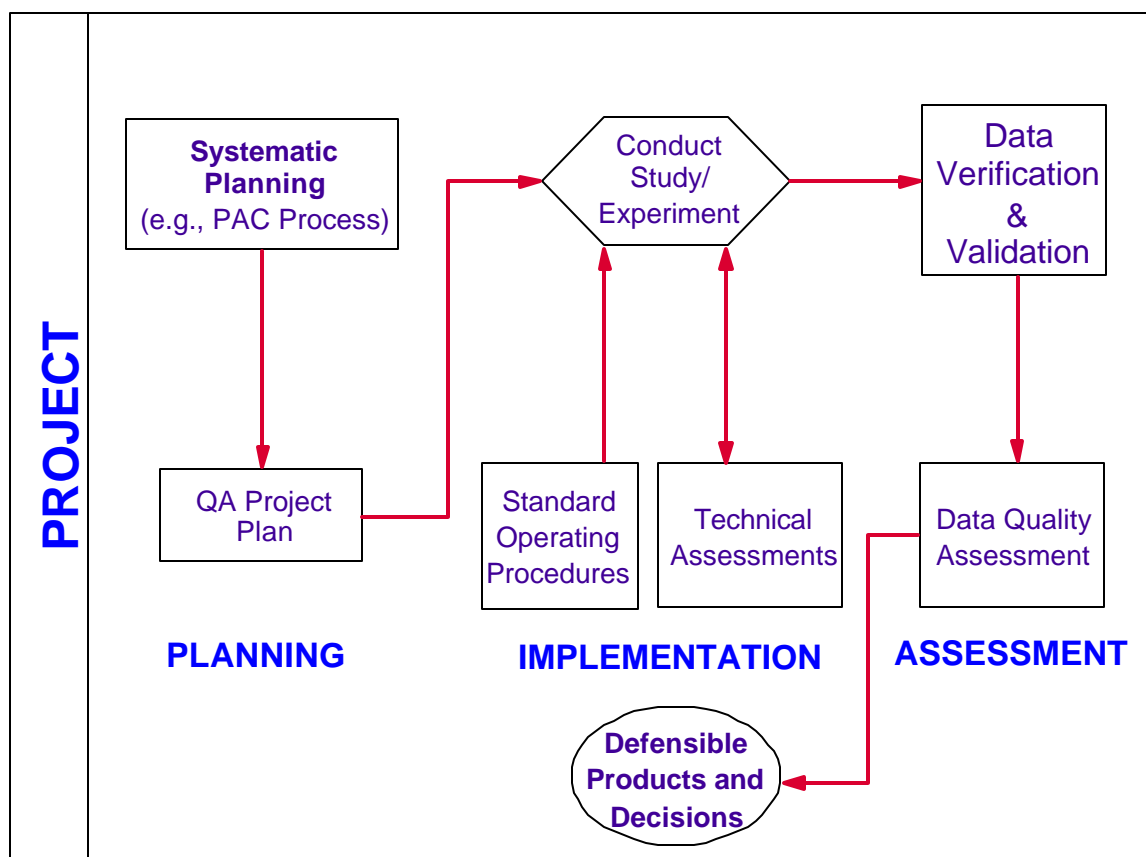 PROJECT
Systematic
Planning
(e.g., PAC Process)
QA Project
Plan
PLANNING
Conduct
Study/
Experiment
Standard
Operating
Procedures
Technical
Assessments
IMPLEMENTATION
Data
Verification
&
Validation
Data Quality
Assessment
ASSESSMENT
Defensible
Products and
Decisions